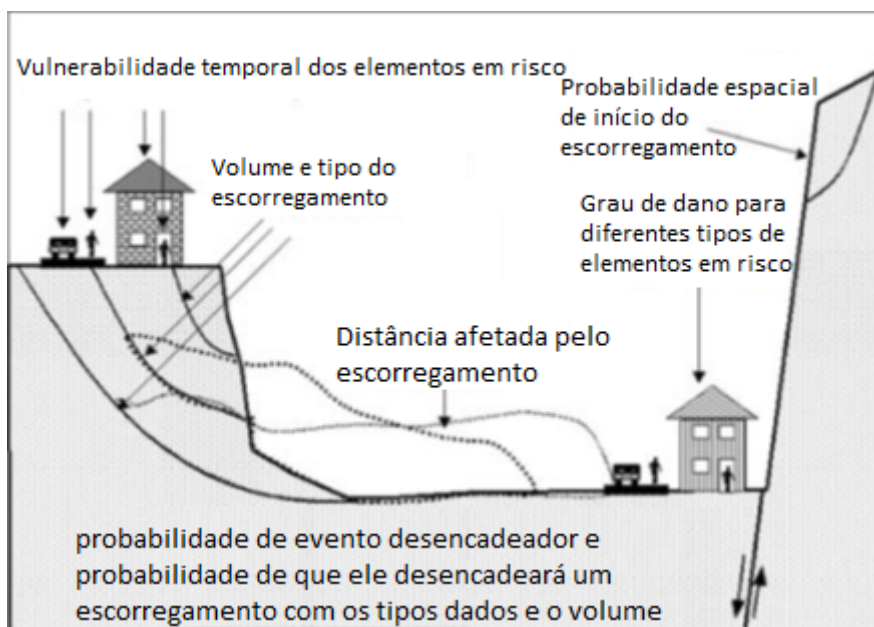 Vulnerabilidade temporal dos elementos em risco
Probabilidade espacial
de início do
escorregamento
Volume e tipo do
escorregamento
Grau de dano para
diferentes tipos de
elementos em risco
Distância afetada pelo
escorregamento
probabilidade de evento desencadeador e
probabilidade de que ele desencadeará um
escorregamento com os tipos dados e o volume